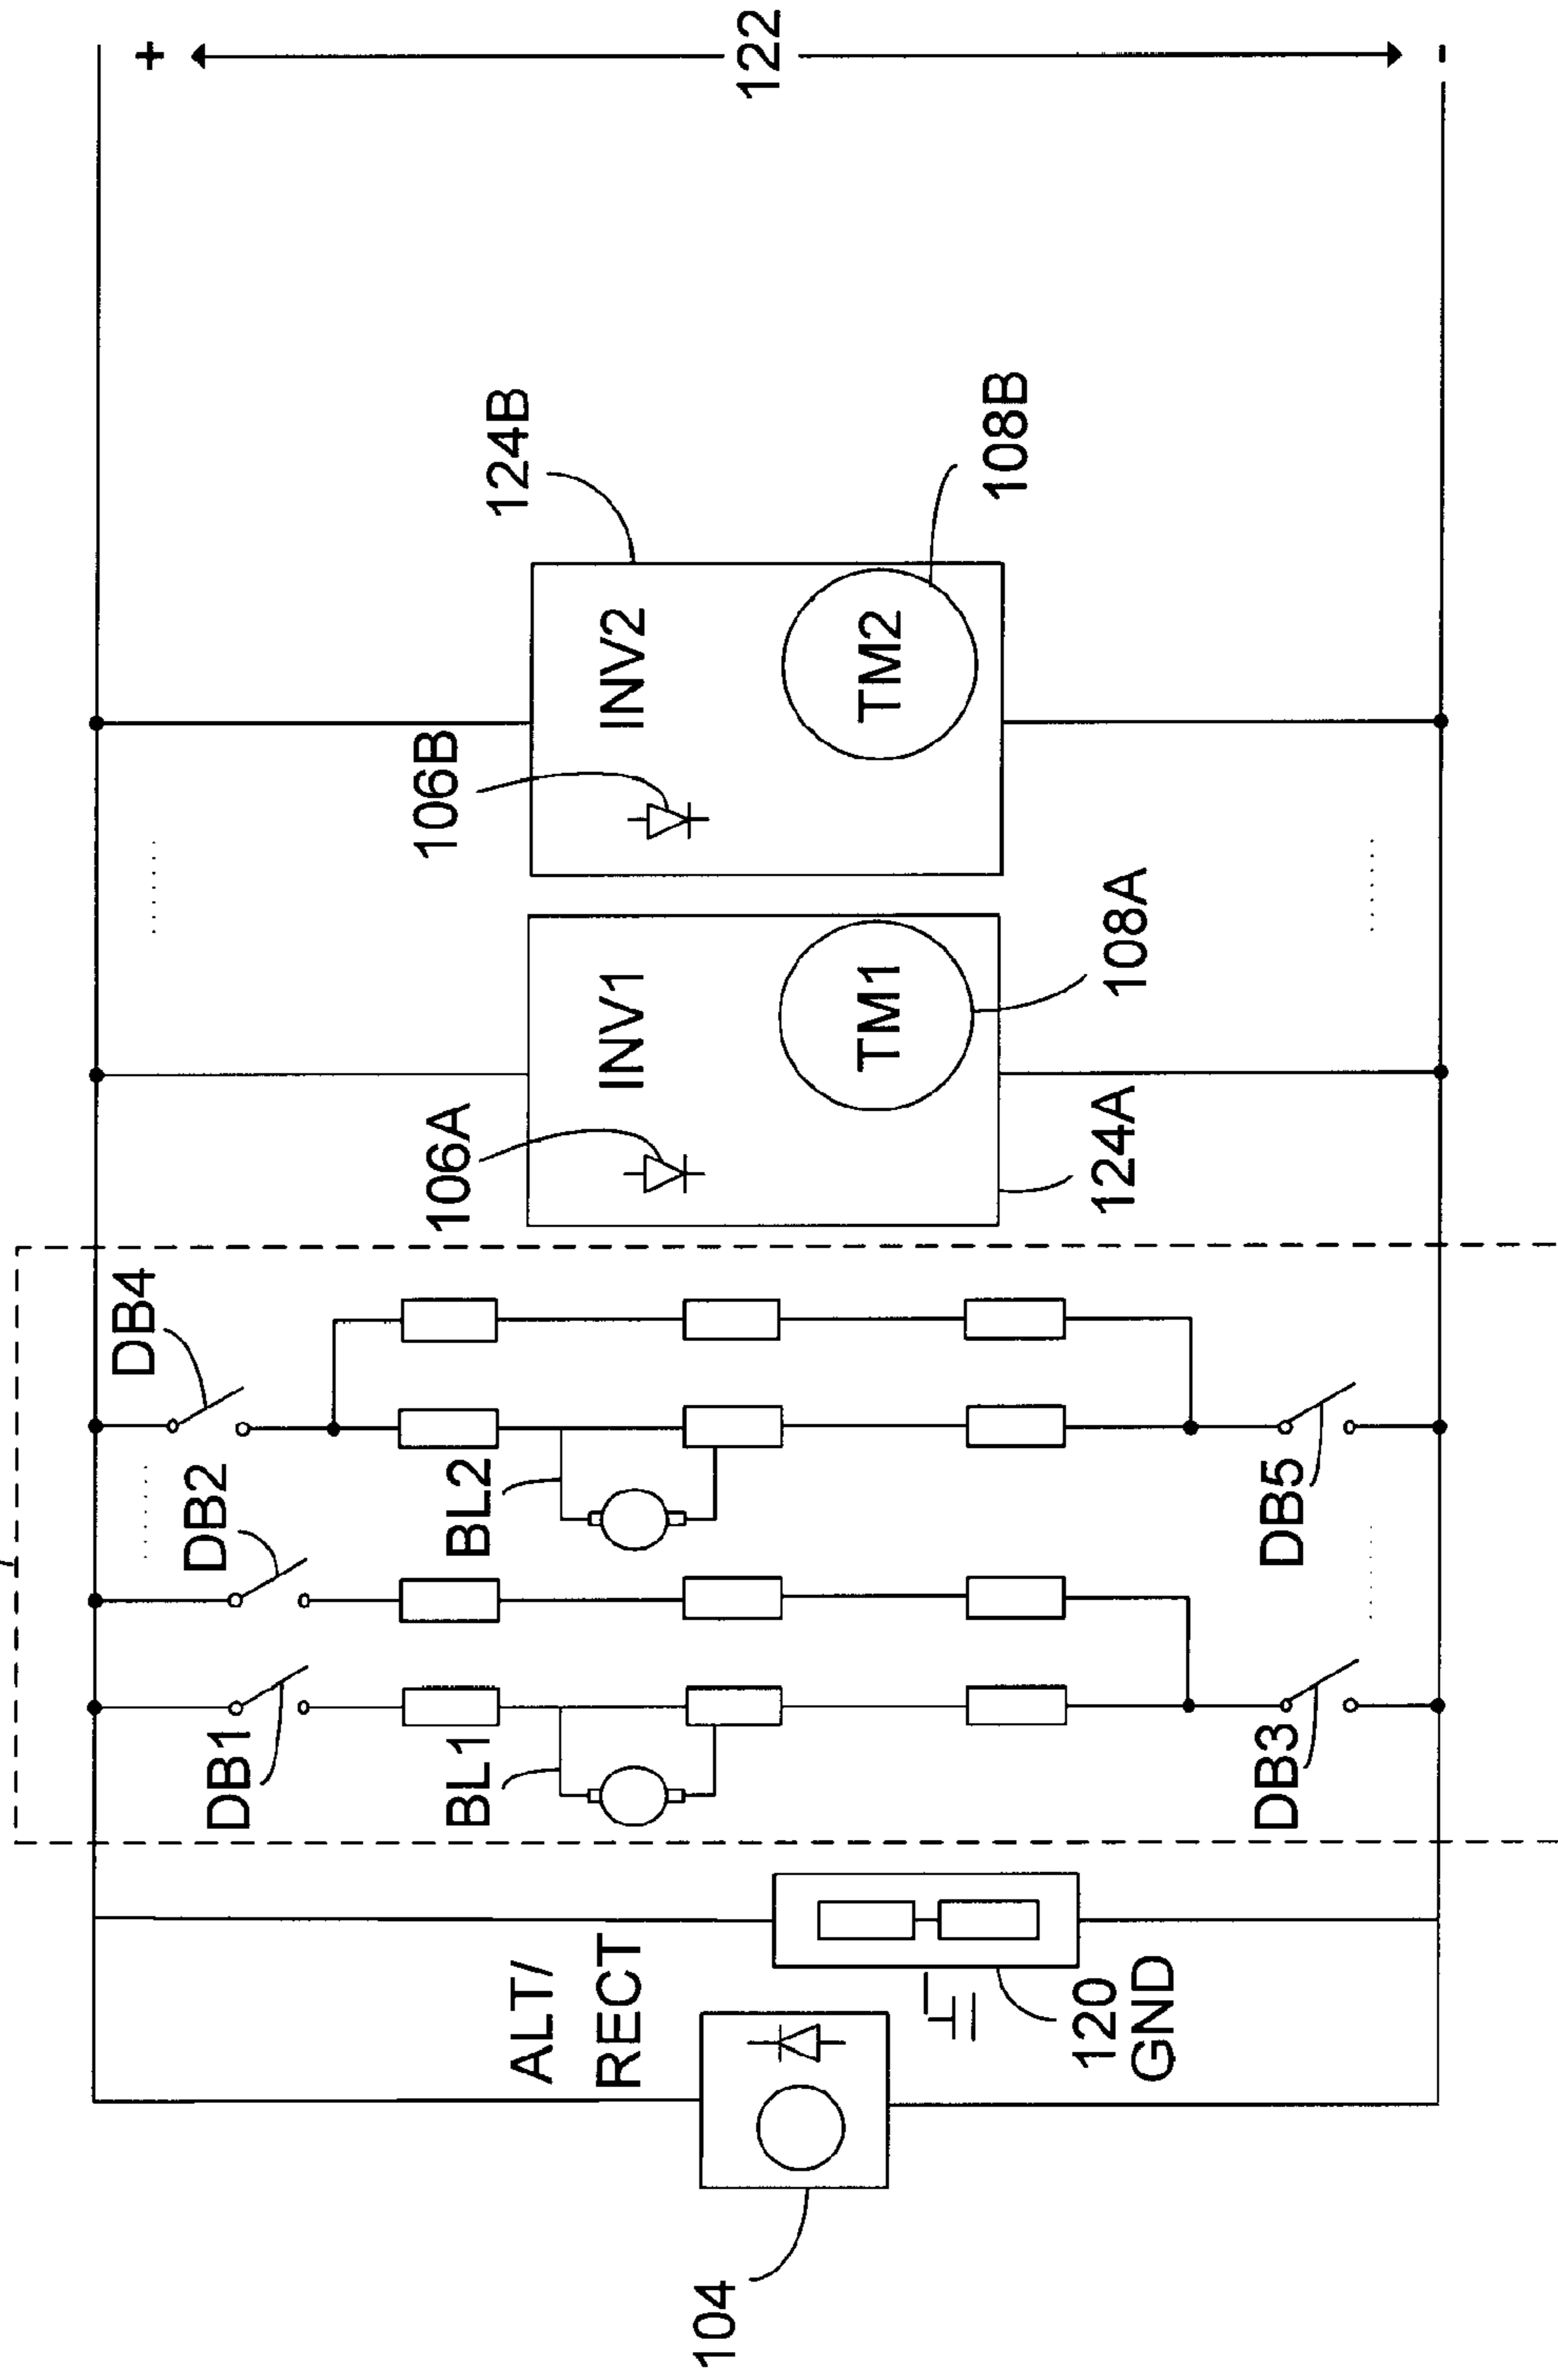 104
ALT/
RECT
120
GND
DB1
DB2
DB4
BL1
BL2
DB3
DB5
106A
INV1
TM1
124A
108A
106B
INV2
TM2
124B
108B
+
122
-